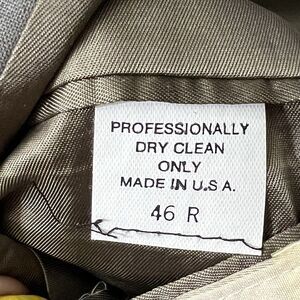 PROFESSIONALLY
DRY CLEAN
ONLY
MADE IN U.S.A.
46 R